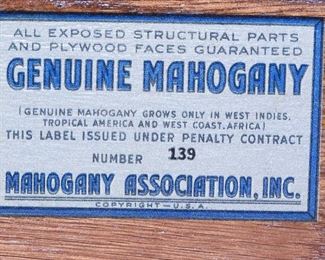 ALL EXPOSED STRUCTURAL PARTS
AND PLYWOOD FACES GUARANTEED
GENUINE MAHOGANY
(GENUINE MAHOGANY GROWS ONLY IN WEST INDIES,
TROPICAL AMERICA AND WEST COAST, AFRICA)
THIS LABEL ISSUED UNDER PENALTY CONTRACT
NUMBER 139
MAHOGANY ASSOCIATION, INC.
COPYRIGHT—U.S.A.